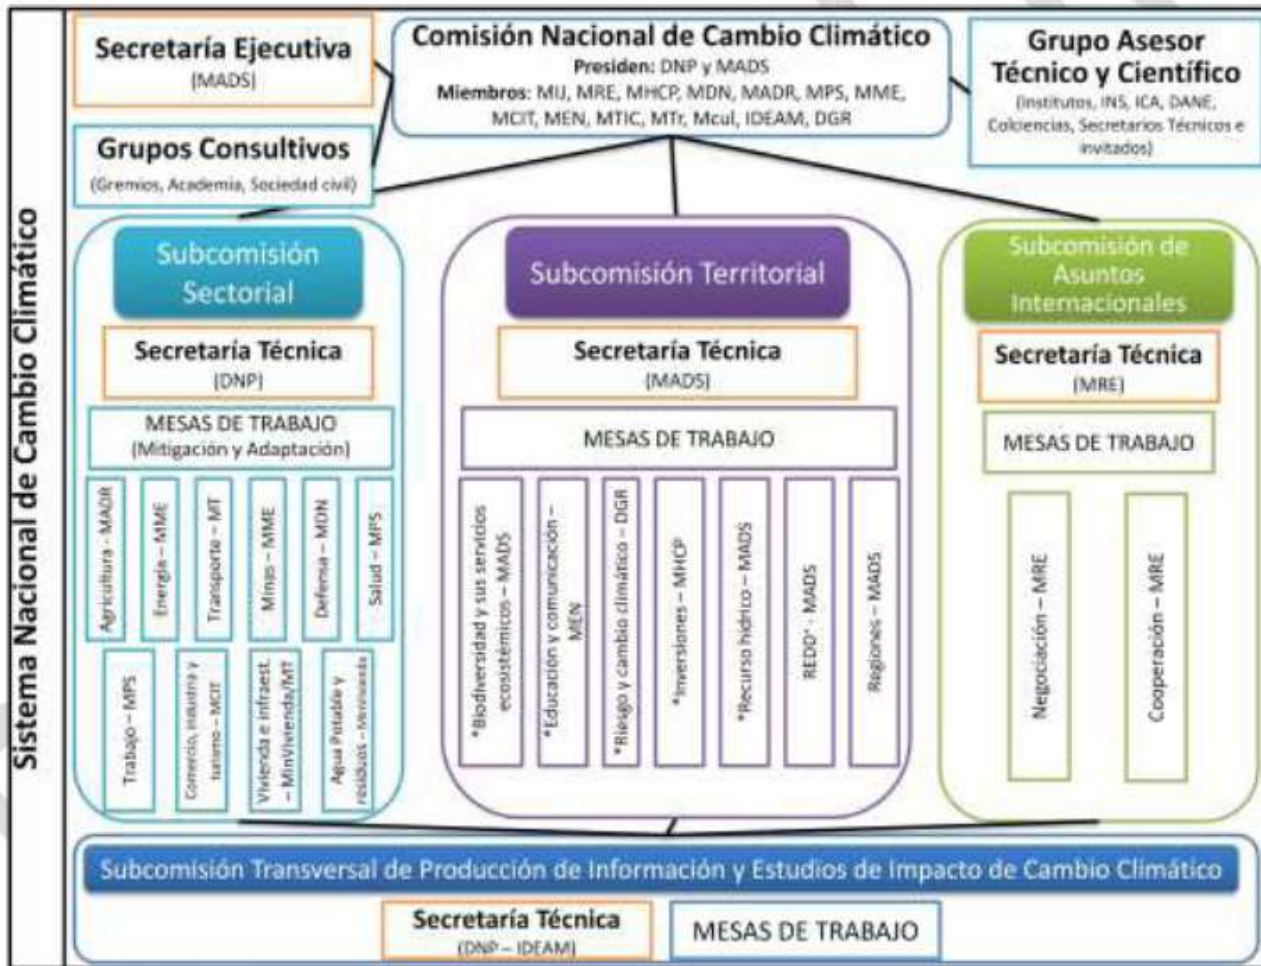 Sistema Nacional de Cambio Climático
Secretaría Ejecutiva
(MADS)
Grupos Consultivos
(Gremios, Academia, Sociedad civil)
Comisión Nacional de Cambio Climático
Presiden: DNP y MADS
Miembros: MIJ, MRE, MHCP, MDN, MADR, MPS, MME,
MCIT, MEN, MTIC, MTr, Mcul, IDEAM, DGR
Grupo Asesor
Técnico y Científico
(Institutos, INS, ICA, DANE,
Colciencias, Secretarios Técnicos e
invitados)
Subcomisión
Sectorial
Secretaría Técnica
(DNP)
MESAS DE TRABAJO
(Mitigación y Adaptación)
Agricultura - MADR
Energía – MME
Transporte – MT
Minas – MME
Defensa – MDN
Salud – MPS
Trabajo – MPS
Comercio, industria y
turismo – MCIT
Vivienda e infraest.
– MinVivienda/MT
Agua Potable y
residuos – Minvivienda
Subcomisión Territorial
Secretaría Técnica
(MADS)
MESAS DE TRABAJO
*Biodiversidad y sus servicios
ecosistémicos – MADS
*Educación y comunicación –
MEN
*Riesgo y cambio climático – DGR
*Inversiones – MHCP
*Recurso hídrico – MADS
REDD⁺ - MADS
Regiones – MADS
Subcomisión de
Asuntos
Internacionales
Secretaría Técnica
(MRE)
MESAS DE TRABAJO
Negociación – MRE
Cooperación – MRE
Subcomisión Transversal de Producción de Información y Estudios de Impacto de Cambio Climático
Secretaría Técnica
(DNP – IDEAM)
MESAS DE TRABAJO